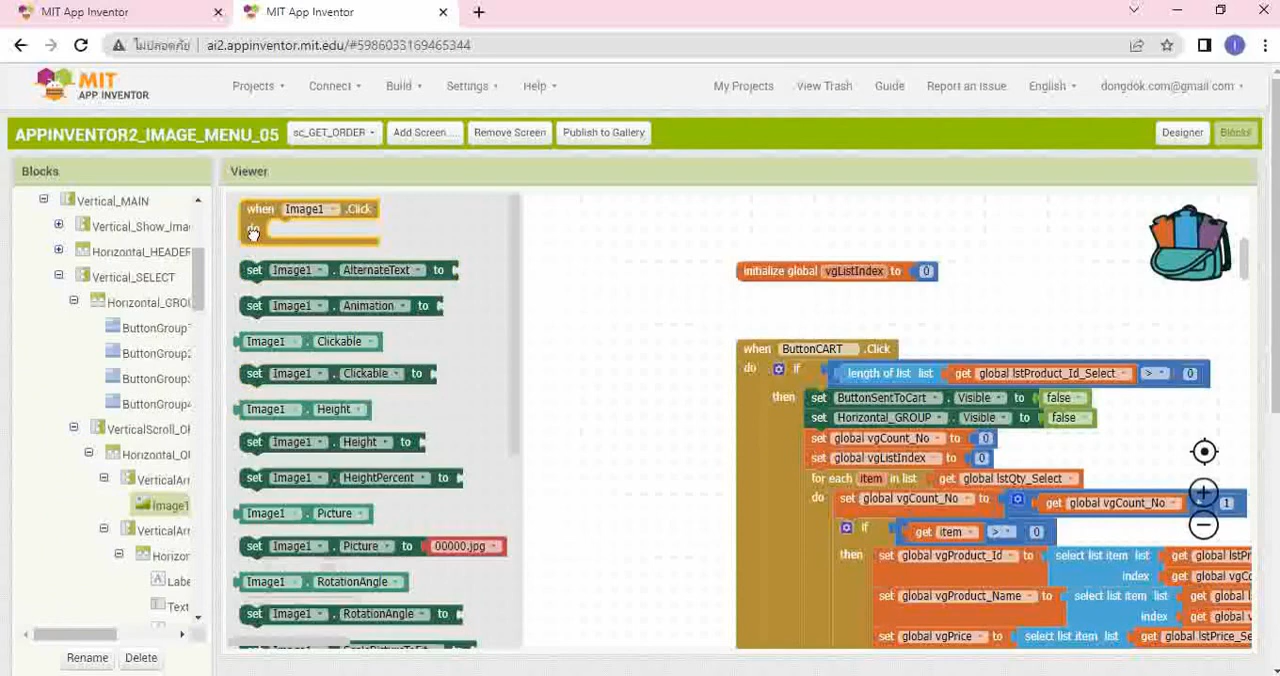 MIT App Inventor
MIT App Inventor
ไม่ปลอดภัย
ai2.appinventor.mit.edu/#5986033169465344
MIT
APP INVENTOR
Projects
Connect
Build
Settings
Help
My Projects
View Trash
Guide
Report an Issue
English
dongdok.com@gmail.com
APPINVENTOR2_IMAGE_MENU_05
sc_GET_ORDER
Add Screen...
Remove Screen
Publish to Gallery
Designer
Blocks
Blocks
Viewer
Vertical_MAIN
Vertical_Show_Ima
Horizontal_HEADER
Vertical_SELECT
Horizontal_GRO
ButtonGroup
ButtonGroup
ButtonGroup
ButtonGroup
VerticalScroll_OF
Horizontal_OI
VerticalArr
Image1
VerticalArr
Horizor
Labe
Text
Rename
Delete
when Image1 .Click
do
set Image1 . AlternateText to
set Image1 . Animation to
Image1 . Clickable
set Image1 . Clickable to
Image1 . Height
set Image1 . Height to
set Image1 . HeightPercent to
Image1 . Picture
set Image1 . Picture to 00000.jpg
Image1 . RotationAngle
set Image1 . RotationAngle to
initialize global vgListIndex to 0
when ButtonCART .Click
do if length of list list get global lstProduct_Id_Select > 0
then set ButtonSentToCart . Visible to false
set Horizontal_GROUP . Visible to false
set global vgCount_No to 0
set global vgListIndex to 0
for each item in list get global lstQty_Select
do set global vgCount_No to get global vgCount_No 1
if get item > 0
then set global vgProduct_Id to select list item list get global lstPr
index get global vgCo
set global vgProduct_Name to select list item list get global l
index get global v
set global vgPrice to select list item list get global lstPrice_Se